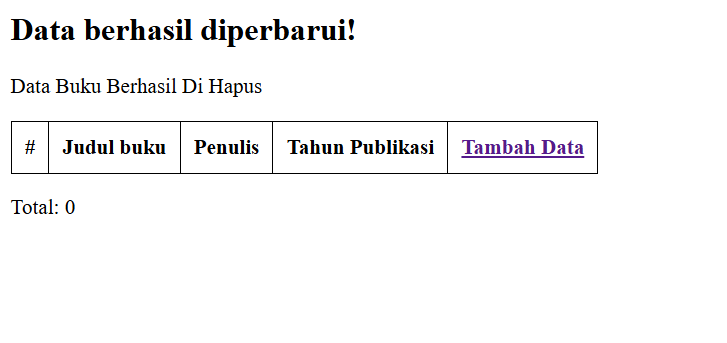 Data berhasil diperbarui!
Data Buku Berhasil Di Hapus
# Judul buku Penulis Tahun Publikasi Tambah Data
Total: 0